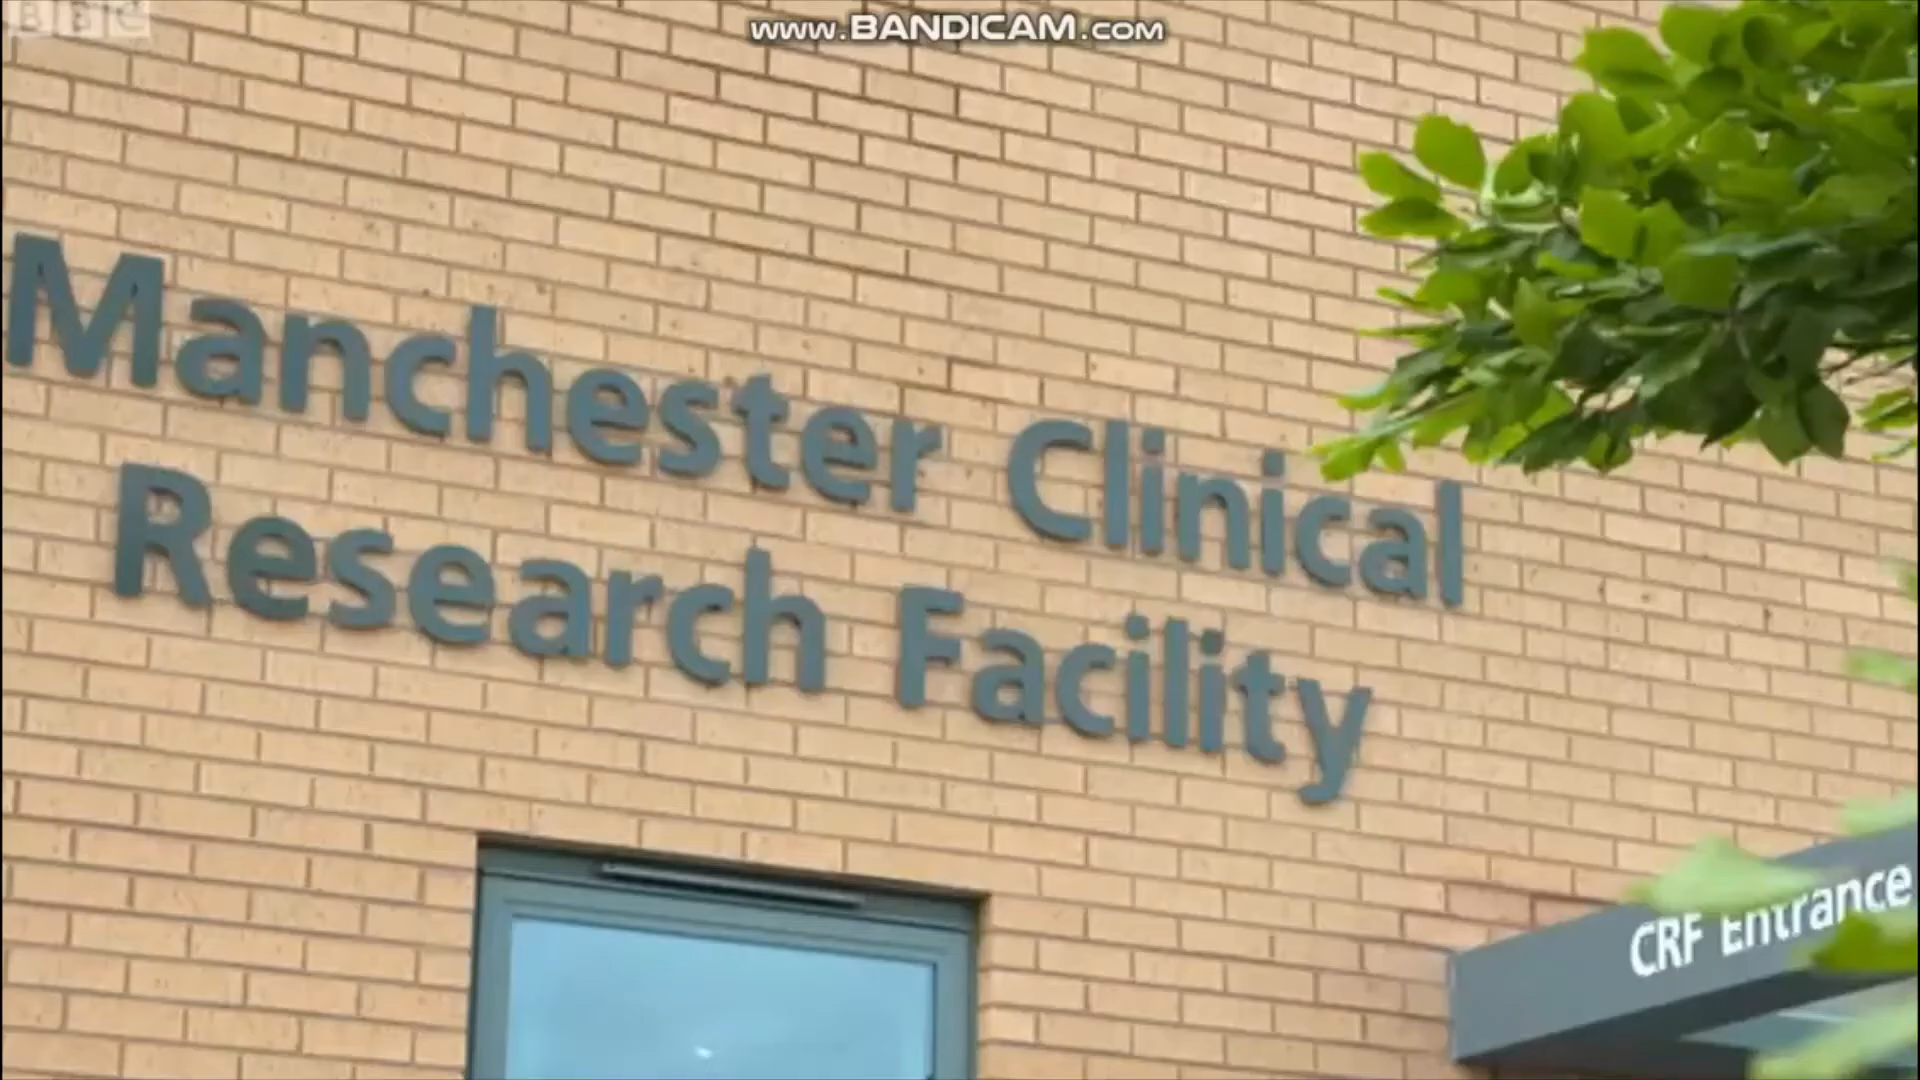 BBC
www.BANDICAM.com
Manchester Clinical
Research Facility
CRF Entrance